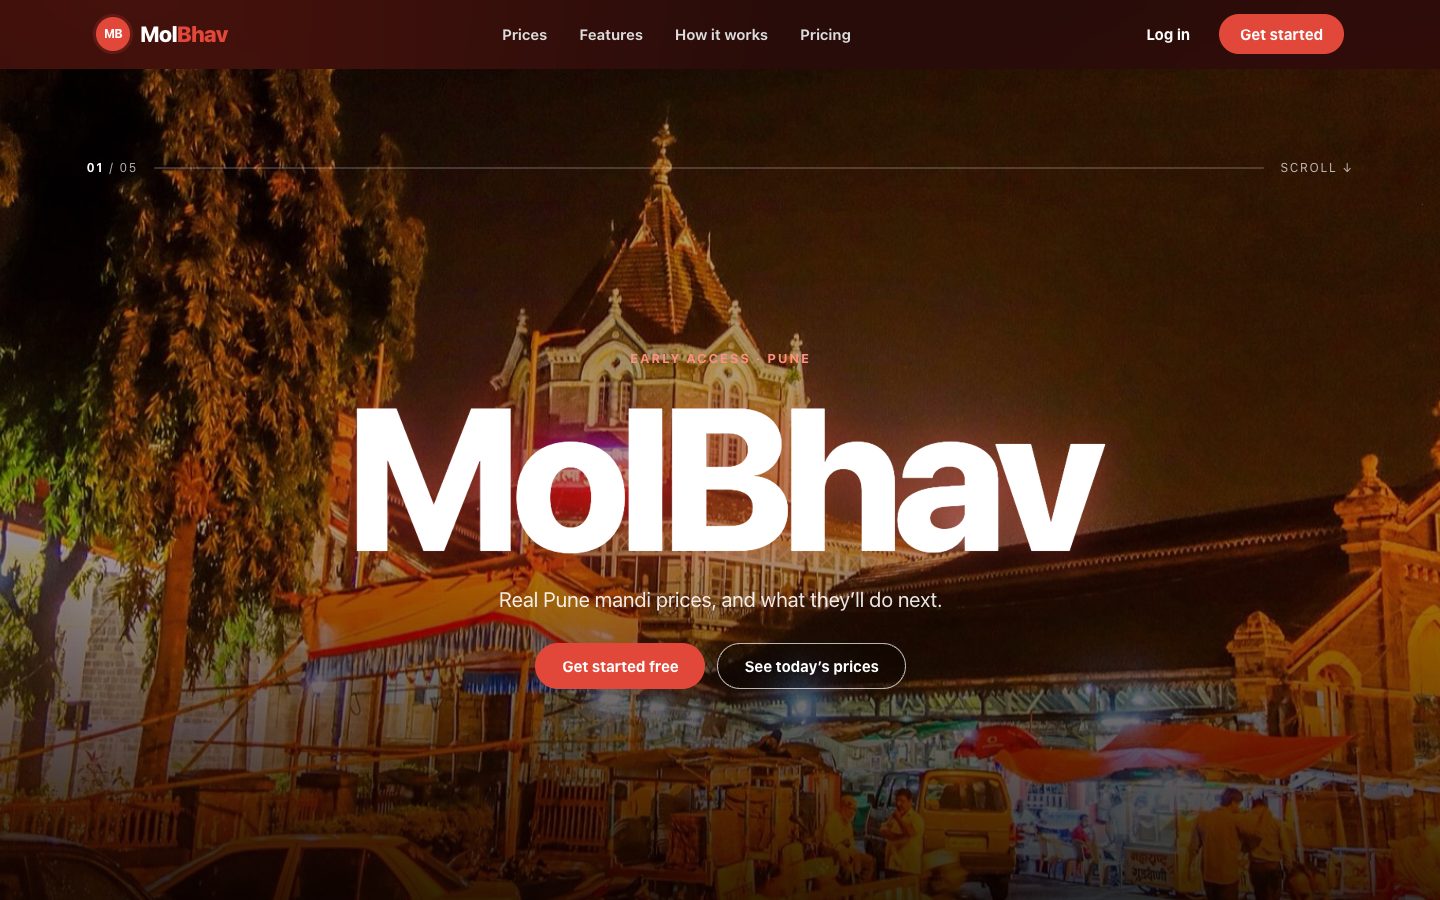 MB MolBhav Prices Features How it works Pricing Log in Get started
01 / 05 SCROLL ↓
EARLY ACCESS · PUNE
MolBhav
Real Pune mandi prices, and what they’ll do next.
Get started free See today’s prices